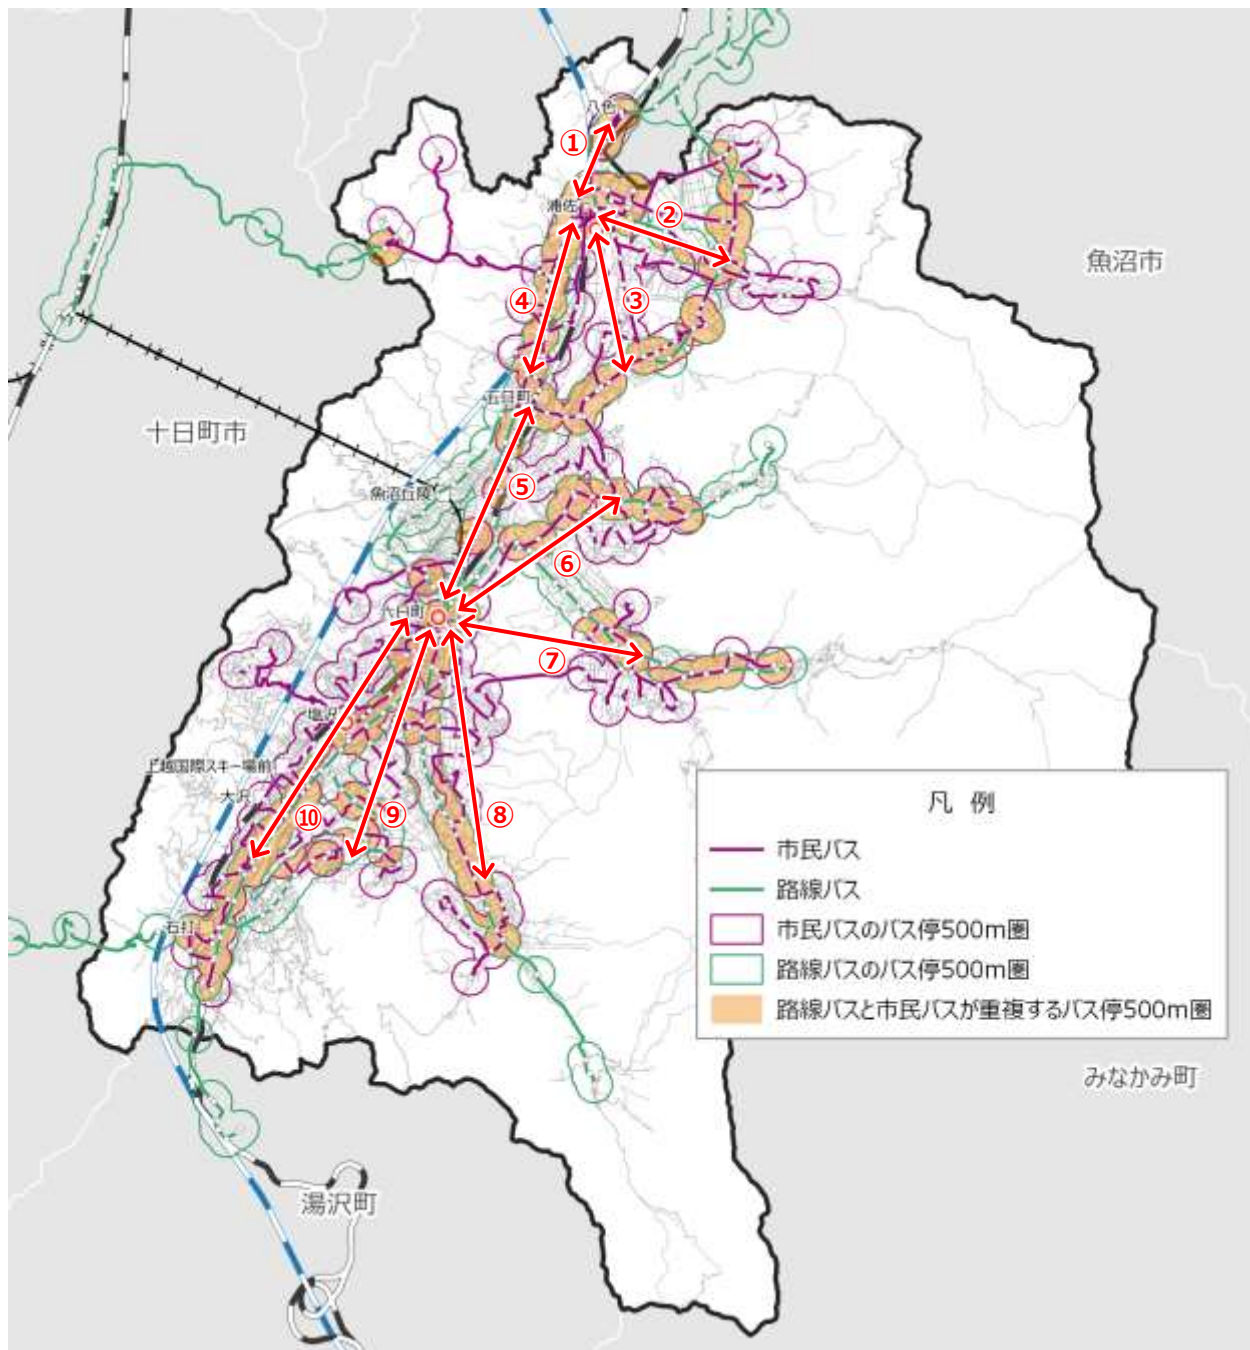 八色
①
浦佐
②
魚沼市
④
③
五日町
十日町市
魚沼丘陵
⑤
⑥
六日町
⑦
塩沢
上越国際スキー場前
大沢
⑩
⑨
⑧
凡 例
市民バス
路線バス
市民バスのバス停500m圏
路線バスのバス停500m圏
路線バスと市民バスが重複するバス停500m圏
石打
みなかみ町
湯沢町